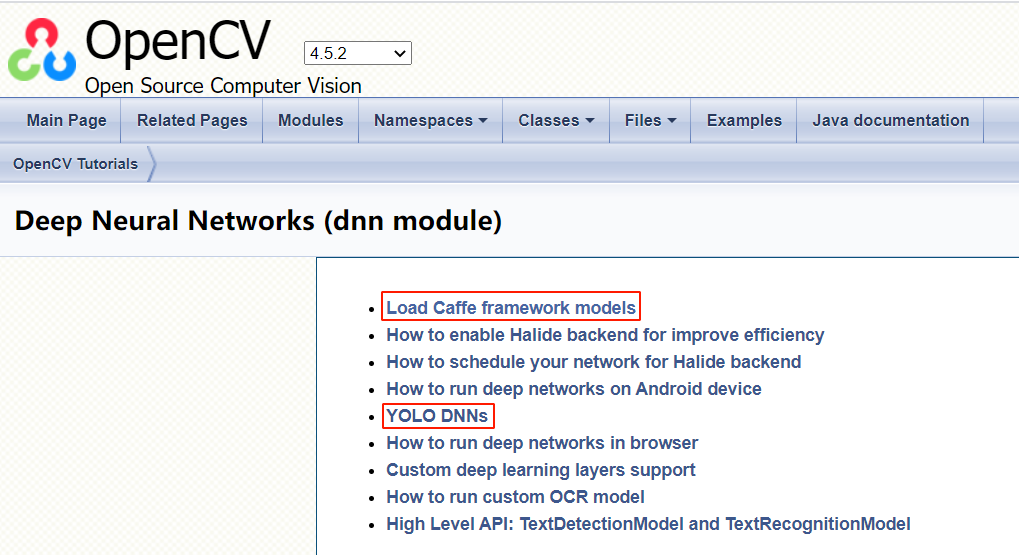 OpenCV 4.5.2
Open Source Computer Vision
Main Page Related Pages Modules Namespaces Classes Files Examples Java documentation
OpenCV Tutorials
Deep Neural Networks (dnn module)
Load Caffe framework models
How to enable Halide backend for improve efficiency
How to schedule your network for Halide backend
How to run deep networks on Android device
YOLO DNNs
How to run deep networks in browser
Custom deep learning layers support
How to run custom OCR model
High Level API: TextDetectionModel and TextRecognitionModel